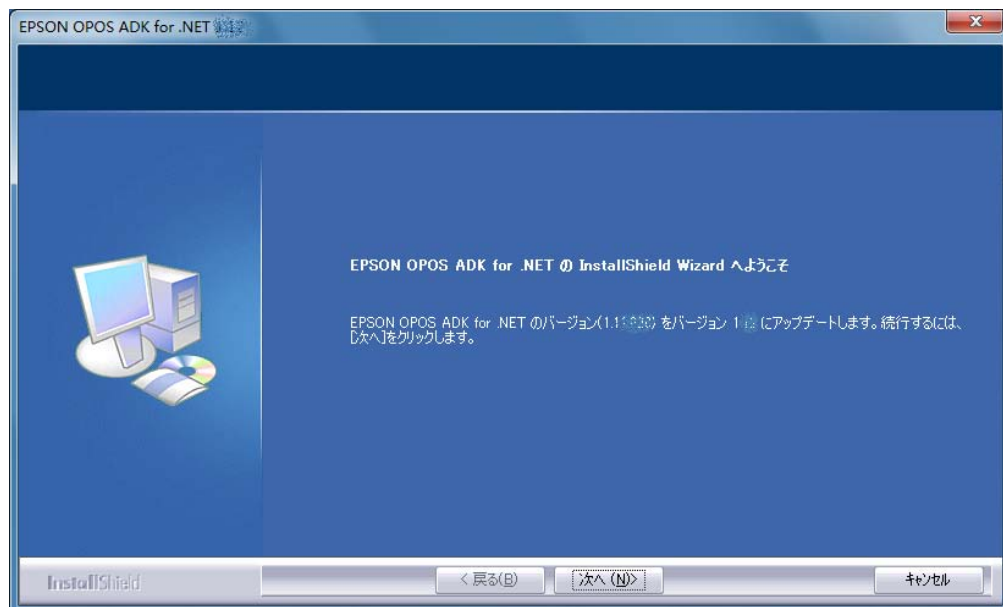 EPSON OPOS ADK for .NET
EPSON OPOS ADK for .NET の InstallShield Wizard へようこそ
EPSON OPOS ADK for .NET のバージョン(1.1 を バージョン 1 にアップデートします。続行するには、
[次へ]をクリックします。
InstallShield
< 戻る(B)
次へ (N)>
キャンセル